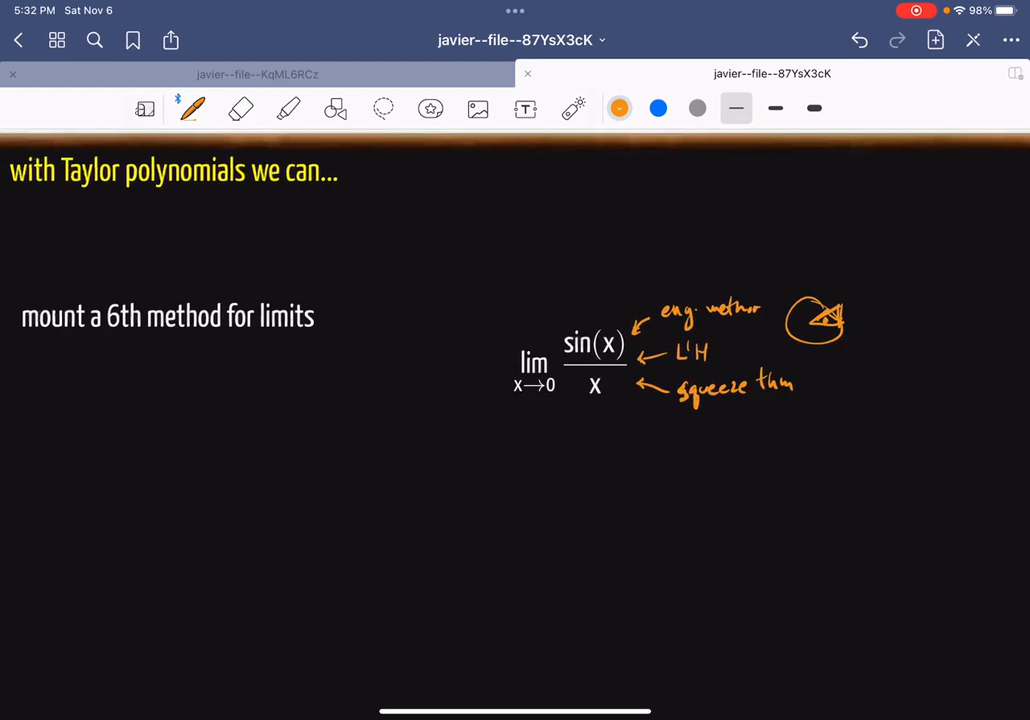 5:32 PM Sat Nov 6
98%
javier--file--87YsX3cK
javier--file--KqML6RCz
javier--file--87YsX3cK
T
with Taylor polynomials we can...
mount a 6th method for limits
lim x→0 sin(x)/x
eng. method
L'H
squeeze thm